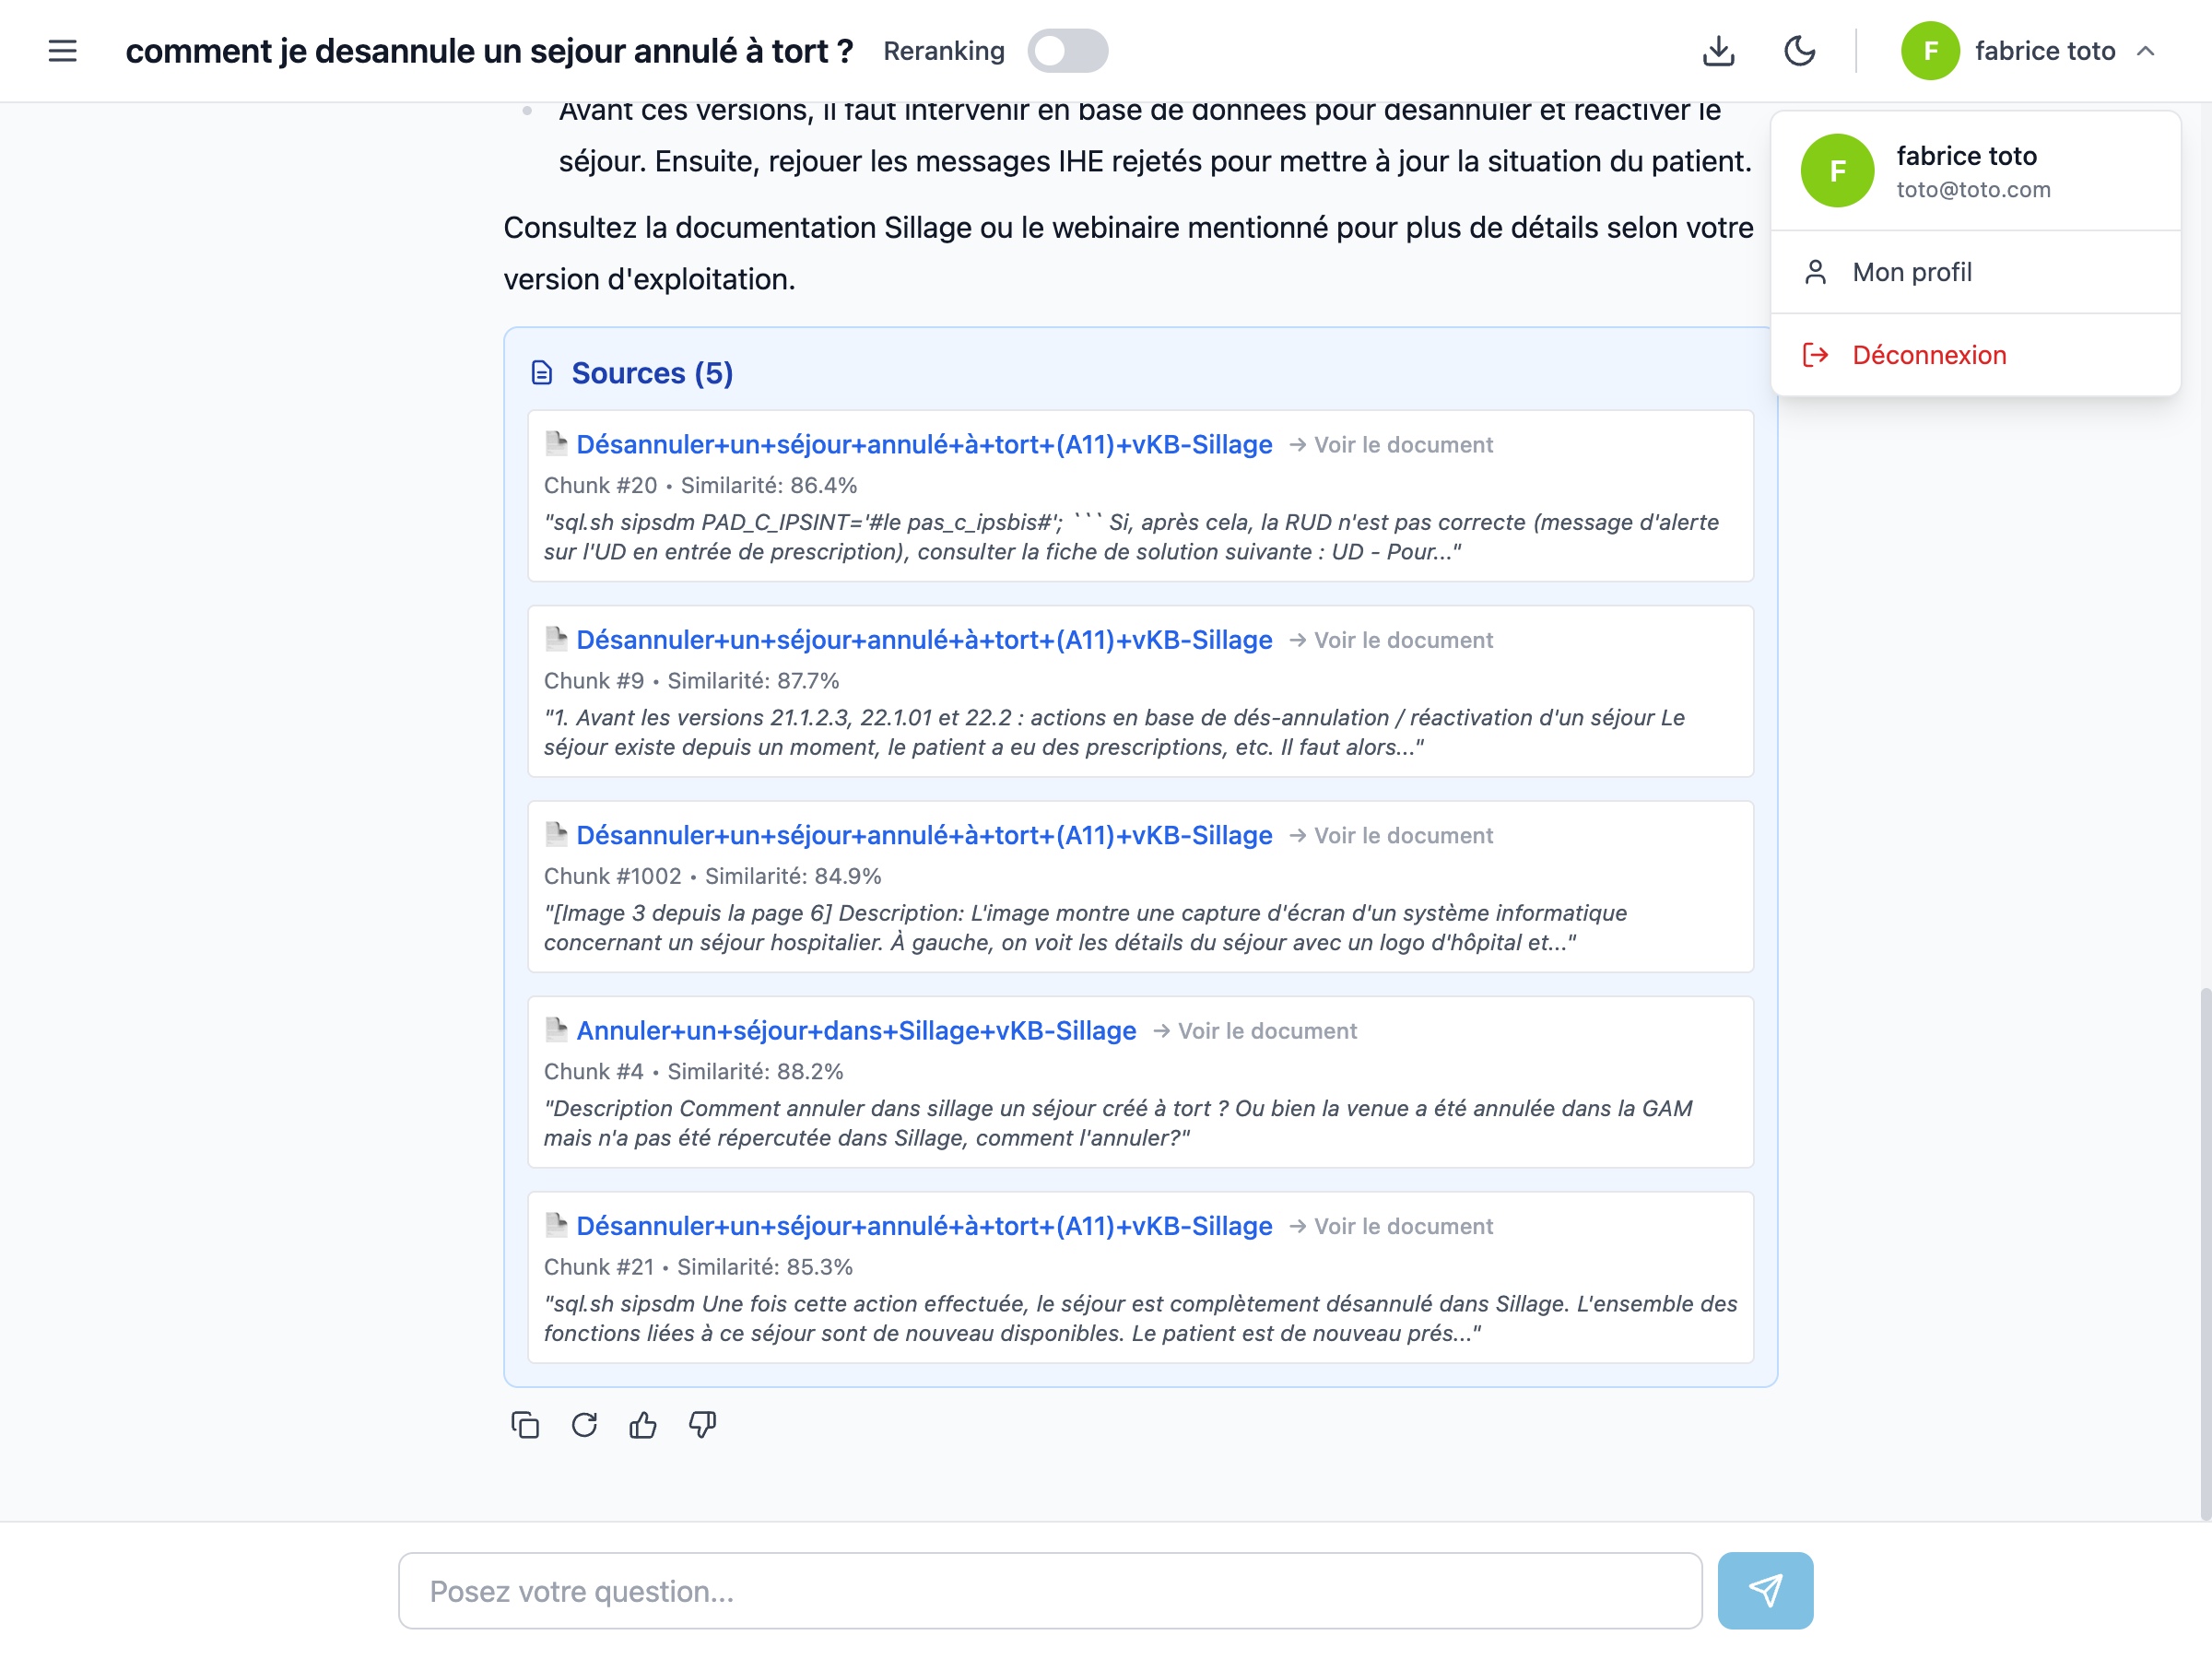 comment je desannule un sejour annulé à tort ?
Reranking
F
fabrice toto
Avant ces versions, il faut intervenir en base de données pour désannuler et réactiver le
séjour. Ensuite, rejouer les messages IHE rejetés pour mettre à jour la situation du patient.
Consultez la documentation Sillage ou le webinaire mentionné pour plus de détails selon votre
version d'exploitation.
F
fabrice toto
toto@toto.com
Mon profil
Déconnexion
Sources (5)
Désannuler+un+séjour+annulé+à+tort+(A11)+vKB-Sillage → Voir le document
Chunk #20 • Similarité: 86.4%
"sql.sh sipsdm PAD_C_IPSINT='#le pas_c_ipsbis#'; ``` Si, après cela, la RUD n'est pas correcte (message d'alerte
sur l'UD en entrée de prescription), consulter la fiche de solution suivante : UD - Pour..."
Désannuler+un+séjour+annulé+à+tort+(A11)+vKB-Sillage → Voir le document
Chunk #9 • Similarité: 87.7%
"1. Avant les versions 21.1.2.3, 22.1.01 et 22.2 : actions en base de dés-annulation / réactivation d'un séjour Le
séjour existe depuis un moment, le patient a eu des prescriptions, etc. Il faut alors..."
Désannuler+un+séjour+annulé+à+tort+(A11)+vKB-Sillage → Voir le document
Chunk #1002 • Similarité: 84.9%
"[Image 3 depuis la page 6] Description: L'image montre une capture d'écran d'un système informatique
concernant un séjour hospitalier. À gauche, on voit les détails du séjour avec un logo d'hôpital et..."
Annuler+un+séjour+dans+Sillage+vKB-Sillage → Voir le document
Chunk #4 • Similarité: 88.2%
"Description Comment annuler dans sillage un séjour créé à tort ? Ou bien la venue a été annulée dans la GAM
mais n'a pas été répercutée dans Sillage, comment l'annuler?"
Désannuler+un+séjour+annulé+à+tort+(A11)+vKB-Sillage → Voir le document
Chunk #21 • Similarité: 85.3%
"sql.sh sipsdm Une fois cette action effectuée, le séjour est complètement désannulé dans Sillage. L'ensemble des
fonctions liées à ce séjour sont de nouveau disponibles. Le patient est de nouveau prés..."
Posez votre question...